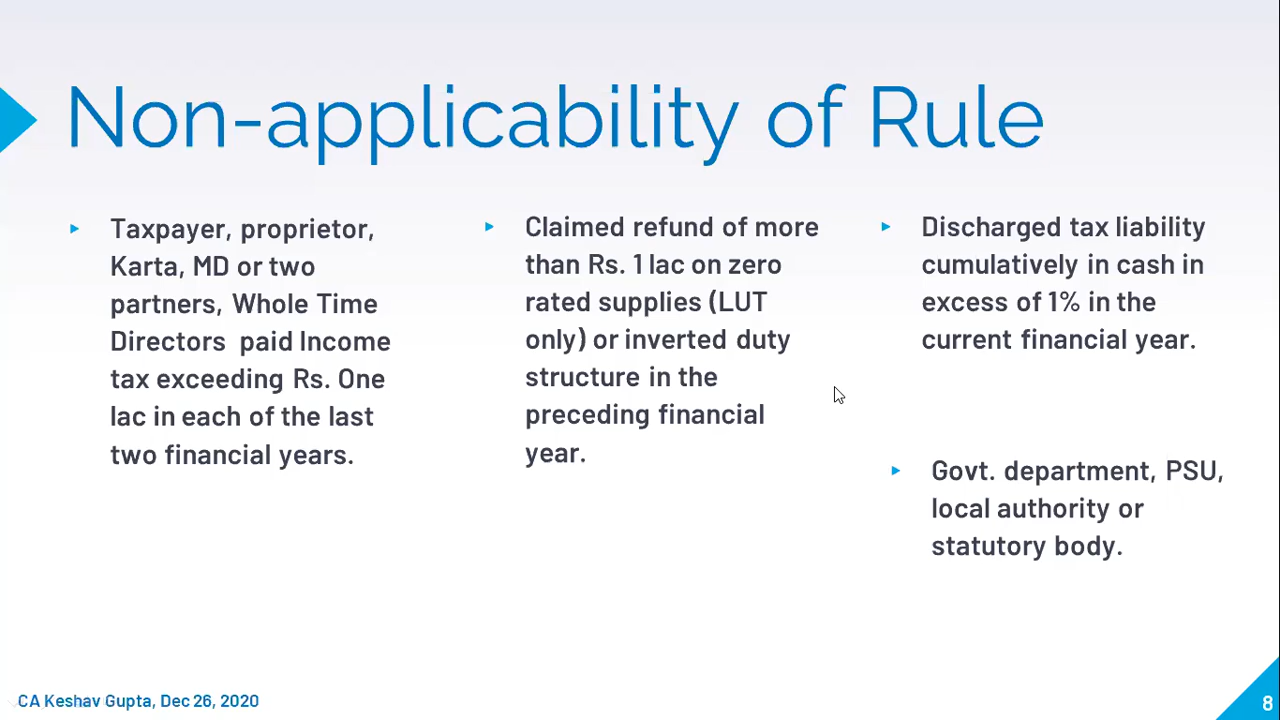 Non-applicability of Rule
Taxpayer, proprietor,
Karta, MD or two
partners, Whole Time
Directors paid Income
tax exceeding Rs. One
lac in each of the last
two financial years.
Claimed refund of more
than Rs. 1 lac on zero
rated supplies (LUT
only) or inverted duty
structure in the
preceding financial
year.
Discharged tax liability
cumulatively in cash in
excess of 1% in the
current financial year.
Govt. department, PSU,
local authority or
statutory body.
CA Keshav Gupta, Dec 26, 2020
8